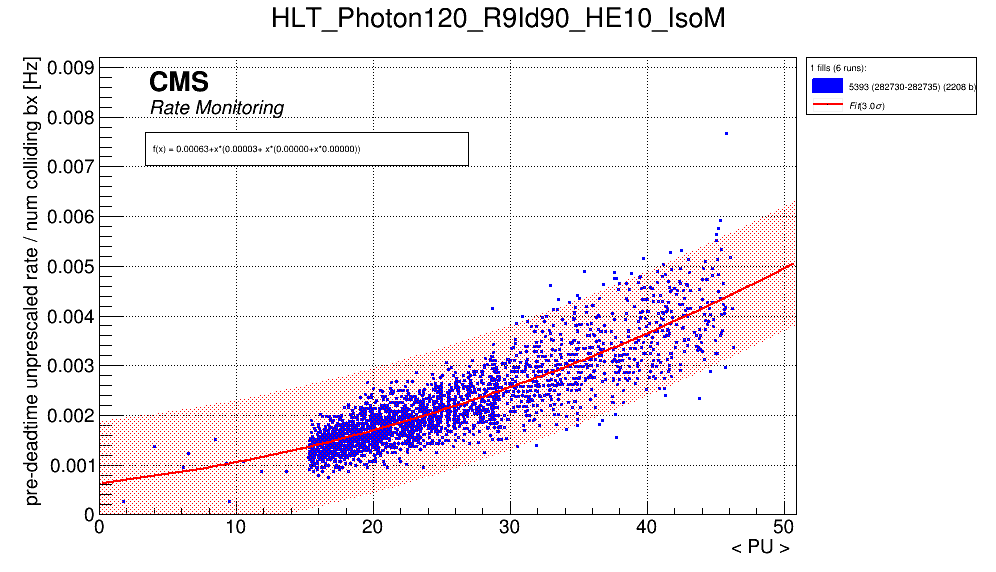 HLT_Photon120_R9Id90_HE10_IsoM
pre-deadtime unprescaled rate / num colliding bx [Hz]
0.009
0.008
0.007
0.006
0.005
0.004
0.003
0.002
0.001
0
CMS
Rate Monitoring
f(x) = 0.00063+x*(0.00003+ x*(0.00000+x*0.00000))
0 10 20 30 40 50
< PU >
1 fills (6 runs):
5393 (282730-282735) (2208 b)
Fit(3.0σ)